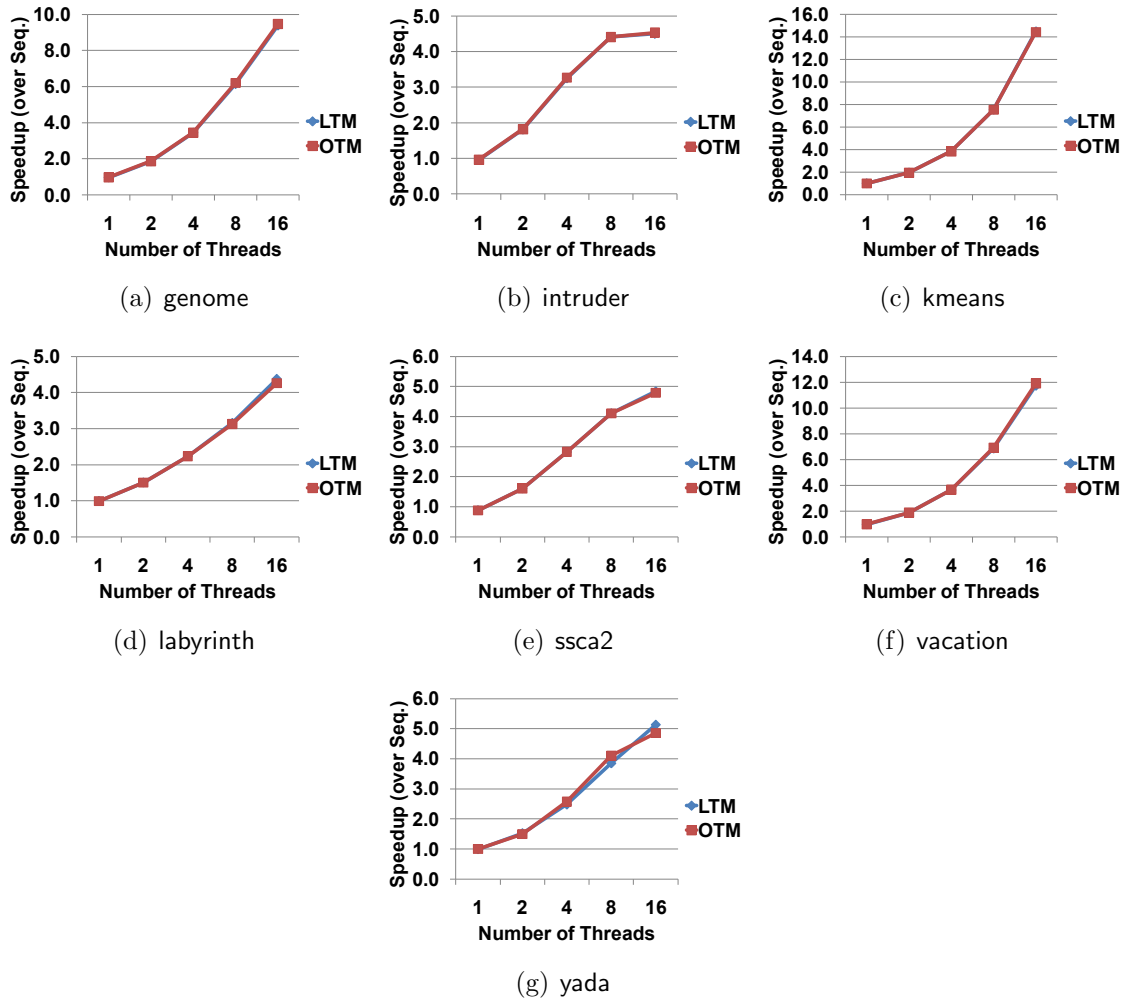 Speedup (over Seq.)
10.0
8.0
6.0
4.0
2.0
0.0
1 2 4 8 16
Number of Threads
LTM
OTM
(a) genome
Speedup (over Seq.)
5.0
4.0
3.0
2.0
1.0
0.0
1 2 4 8 16
Number of Threads
LTM
OTM
(b) intruder
Speedup (over Seq.)
16.0
14.0
12.0
10.0
8.0
6.0
4.0
2.0
0.0
1 2 4 8 16
Number of Threads
LTM
OTM
(c) kmeans
Speedup (over Seq.)
5.0
4.0
3.0
2.0
1.0
0.0
1 2 4 8 16
Number of Threads
LTM
OTM
(d) labyrinth
Speedup (over Seq.)
6.0
5.0
4.0
3.0
2.0
1.0
0.0
1 2 4 8 16
Number of Threads
LTM
OTM
(e) ssca2
Speedup (over Seq.)
14.0
12.0
10.0
8.0
6.0
4.0
2.0
0.0
1 2 4 8 16
Number of Threads
LTM
OTM
(f) vacation
Speedup (over Seq.)
6.0
5.0
4.0
3.0
2.0
1.0
0.0
1 2 4 8 16
Number of Threads
LTM
OTM
(g) yada